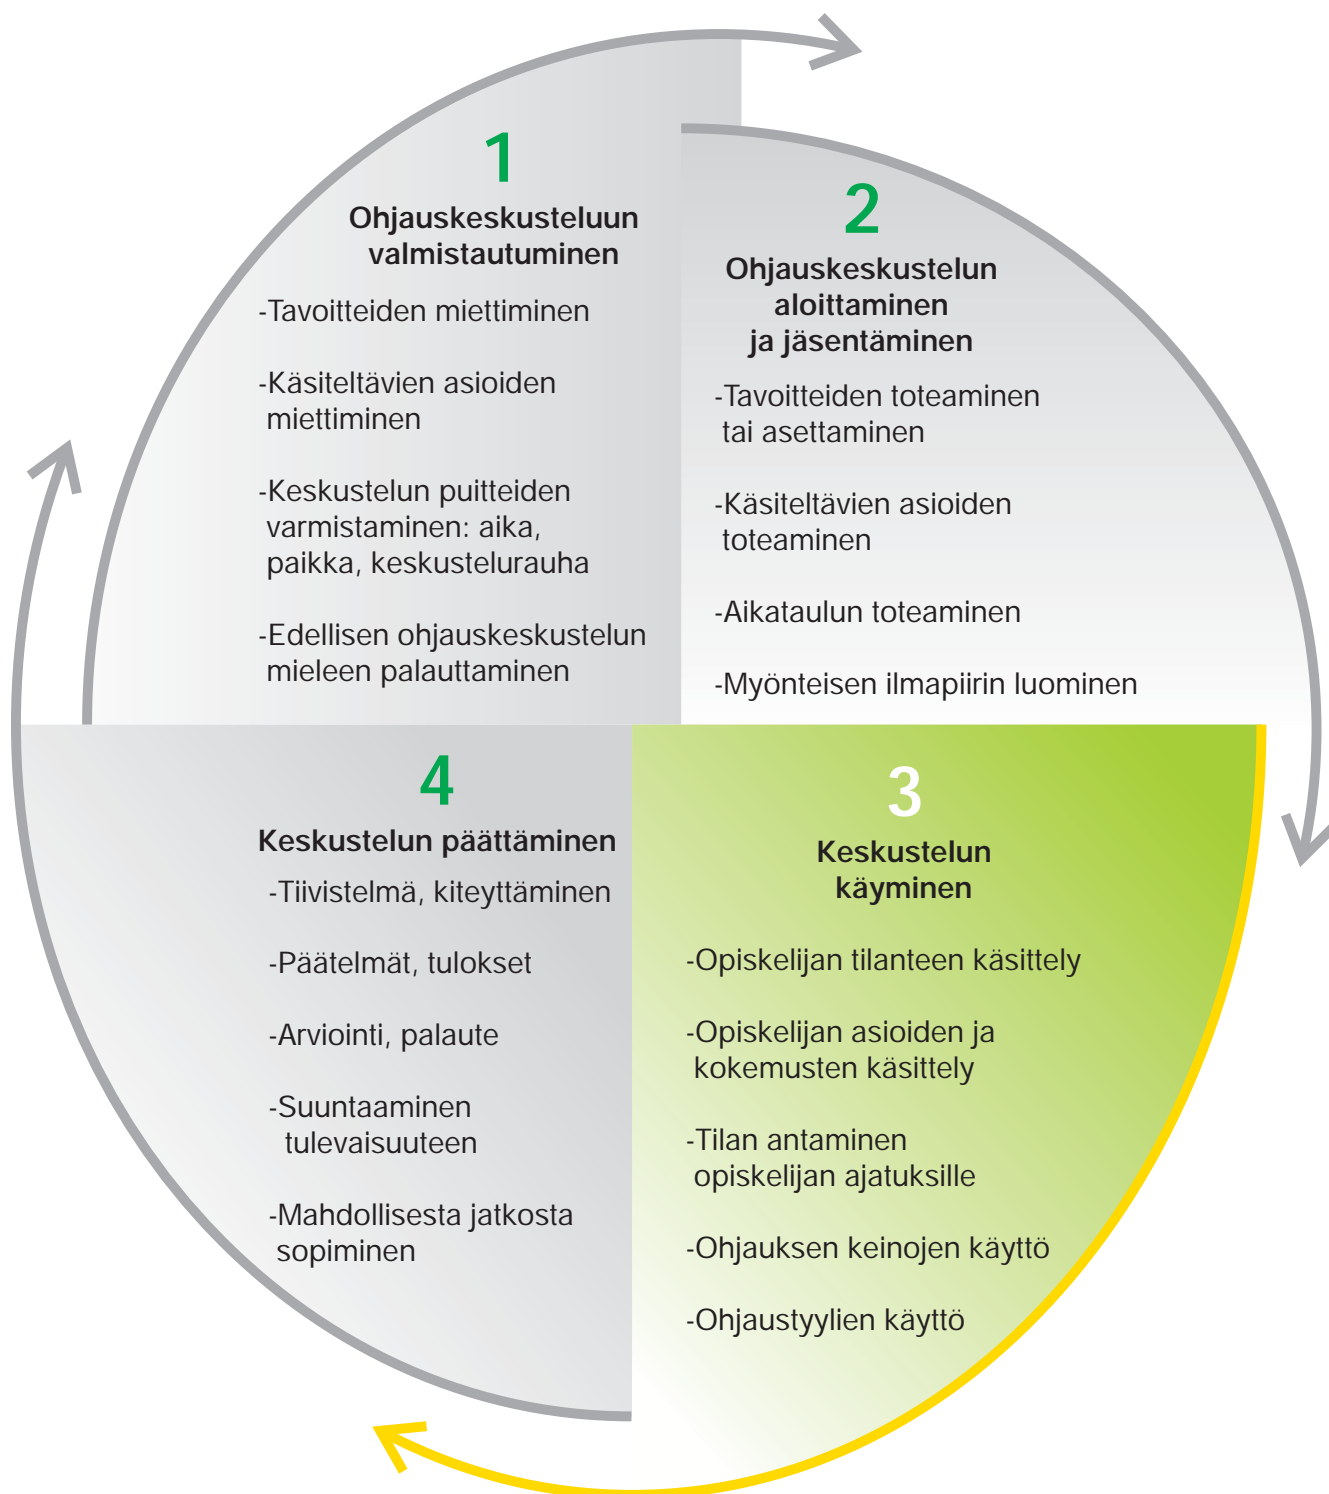 1
Ohjauskeskusteluun
valmistautuminen
-Tavoitteiden miettiminen
-Käsiteltävien asioiden
miettiminen
-Keskustelun puitteiden
varmistaminen: aika,
paikka, keskustelurauha
-Edellisen ohjauskeskustelun
mieleen palauttaminen
2
Ohjauskeskustelun
aloittaminen
ja jäsentäminen
-Tavoitteiden toteaminen
tai asettaminen
-Käsiteltävien asioiden
toteaminen
-Aikataulun toteaminen
-Myönteisen ilmapiirin luominen
3
Keskustelun
käyminen
-Opiskelijan tilanteen käsittely
-Opiskelijan asioiden ja
kokemusten käsittely
-Tilan antaminen
opiskelijan ajatuksille
-Ohjauksen keinojen käyttö
-Ohjaustyylien käyttö
4
Keskustelun päättäminen
-Tiivistelmä, kiteyttäminen
-Päätelmät, tulokset
-Arviointi, palaute
-Suuntaaminen
tulevaisuuteen
-Mahdollisesta jatkosta
sopiminen